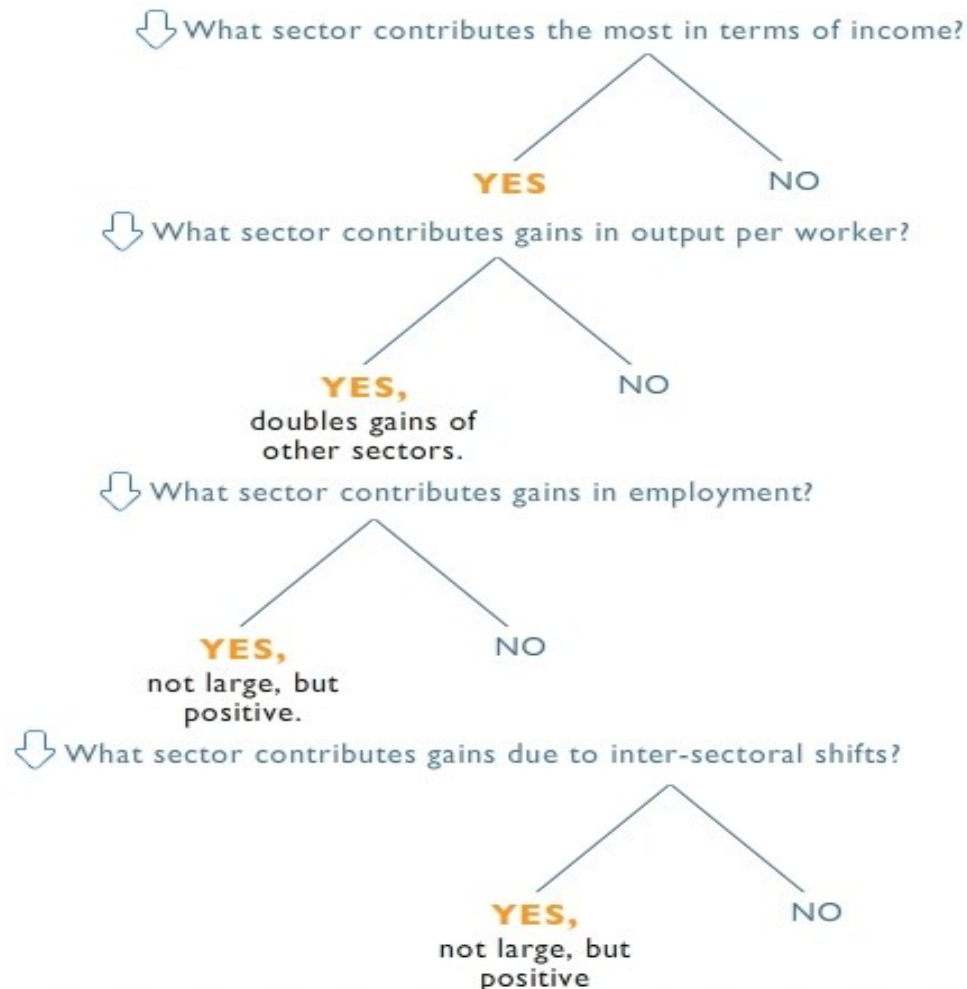 What sector contributes the most in terms of income?
YES
NO
What sector contributes gains in output per worker?
YES,
doubles gains of
other sectors.
NO
What sector contributes gains in employment?
YES,
not large, but
positive.
NO
What sector contributes gains due to inter-sectoral shifts?
YES,
not large, but
positive
NO